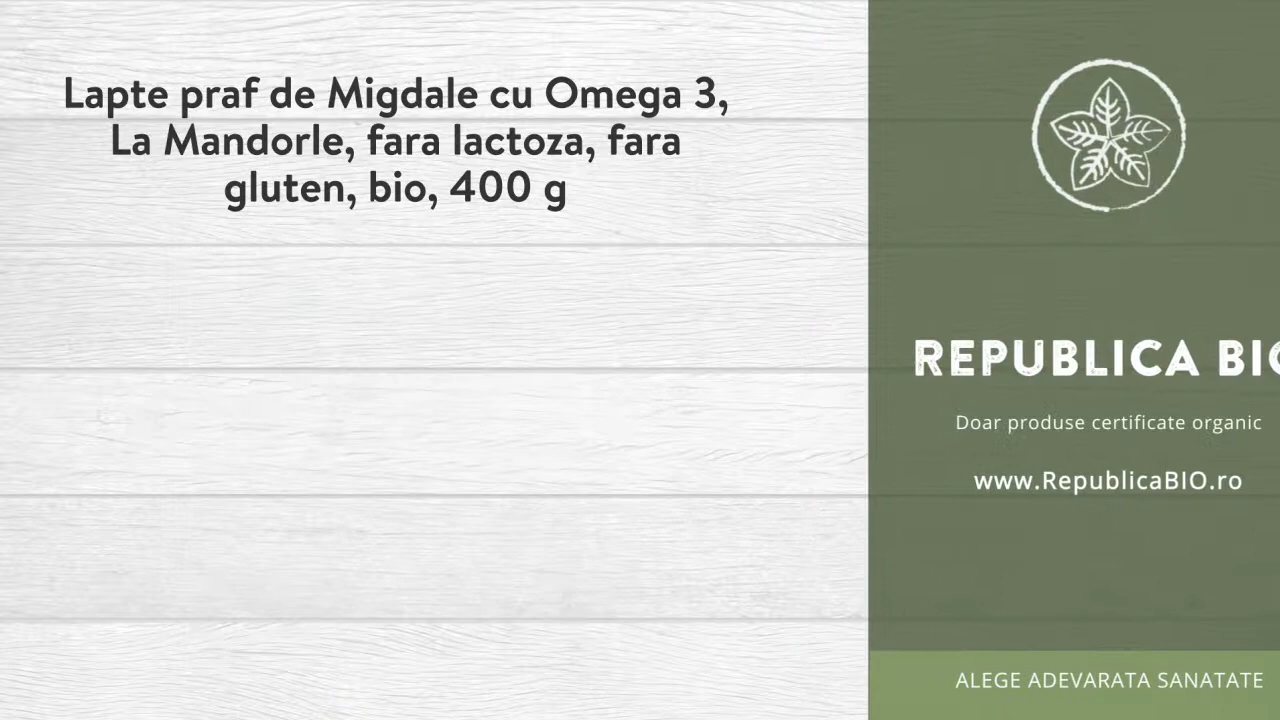 Lapte praf de Migdale cu Omega 3,
La Mandorle, fara lactoza, fara
gluten, bio, 400 g
REPUBLICA BIO
Doar produse certificate organic
www.RepublicaBIO.ro
ALEGE ADEVARATA SANATATE